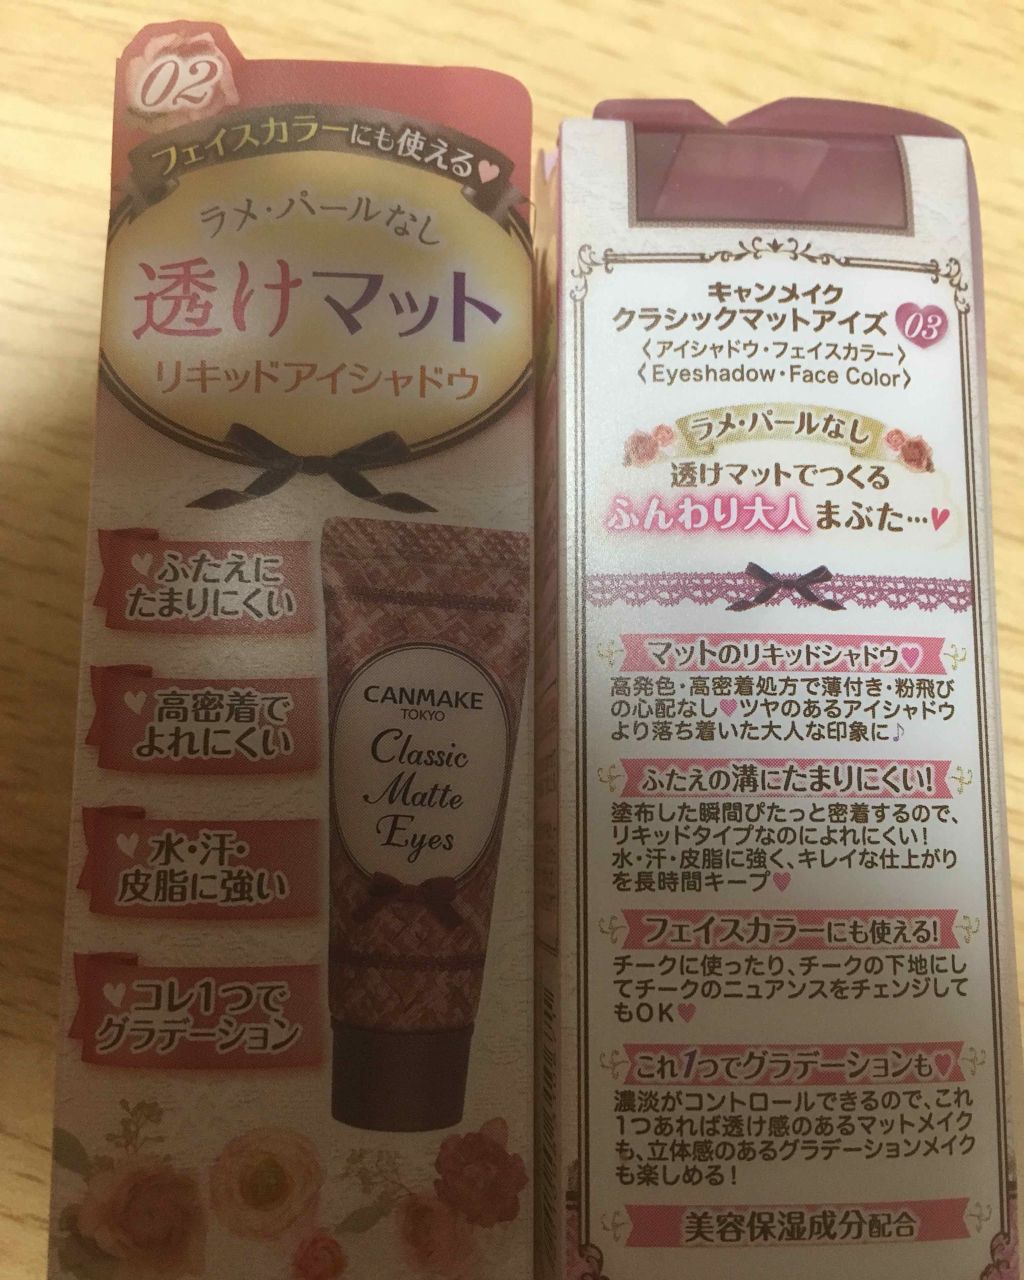 02
フェイスカラーにも使える♥
ラメ・パールなし
透けマット
リキッドアイシャドウ
♥ふたえに
たまりにくい
♥高密着で
よれにくい
♥水・汗・
皮脂に強い
♥コレ1つで
グラデーション
CANMAKE
TOKYO
Classic
Matte
Eyes
キャンメイク
クラシックマットアイズ 03
〈アイシャドウ・フェイスカラー〉
〈Eyeshadow・Face Color〉
ラメ・パールなし
透けマットでつくる
ふんわり大人まぶた…♥
マットのリキッドシャドウ♥
高発色・高密着処方で薄付き・粉飛び
の心配なし♥ツヤのあるアイシャドウ
より落ち着いた大人な印象に♪
ふたえの溝にたまりにくい!
塗布した瞬間ぴたっと密着するので、
リキッドタイプなのによれにくい!
水・汗・皮脂に強く、キレイな仕上がり
を長時間キープ♥
フェイスカラーにも使える!
チークに使ったり、チークの下地にし
てチークのニュアンスをチェンジして
もOK♥
これ1つでグラデーションも♥
濃淡がコントロールできるので、これ
1つあれば透け感のあるマットメイク
も、立体感のあるグラデーションメイク
も楽しめる!
美容保湿成分配合